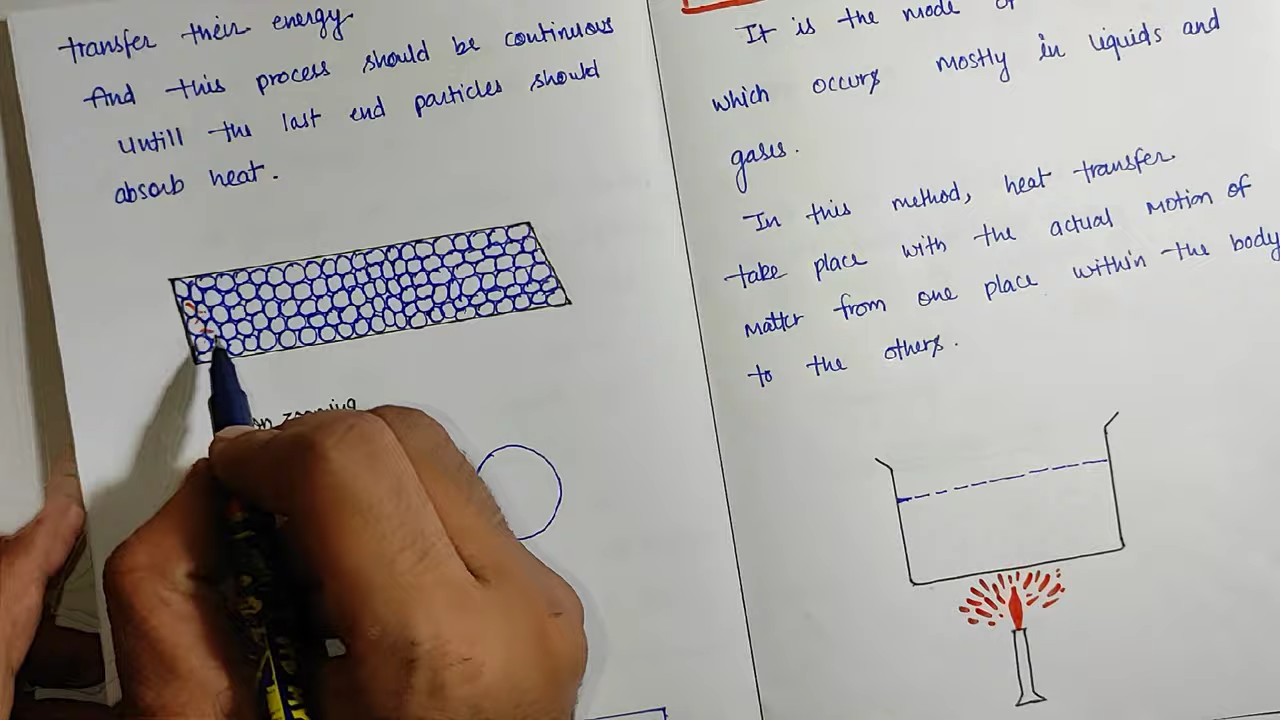 transfer their energy
And this process should be continuous
Untill the last end particles should
absorb heat.
on zooming
It is the mode of
which occurs mostly in liquids and
gases.
In this method, heat transfer
take place with the actual motion of
matter from one place within the body
to the others.